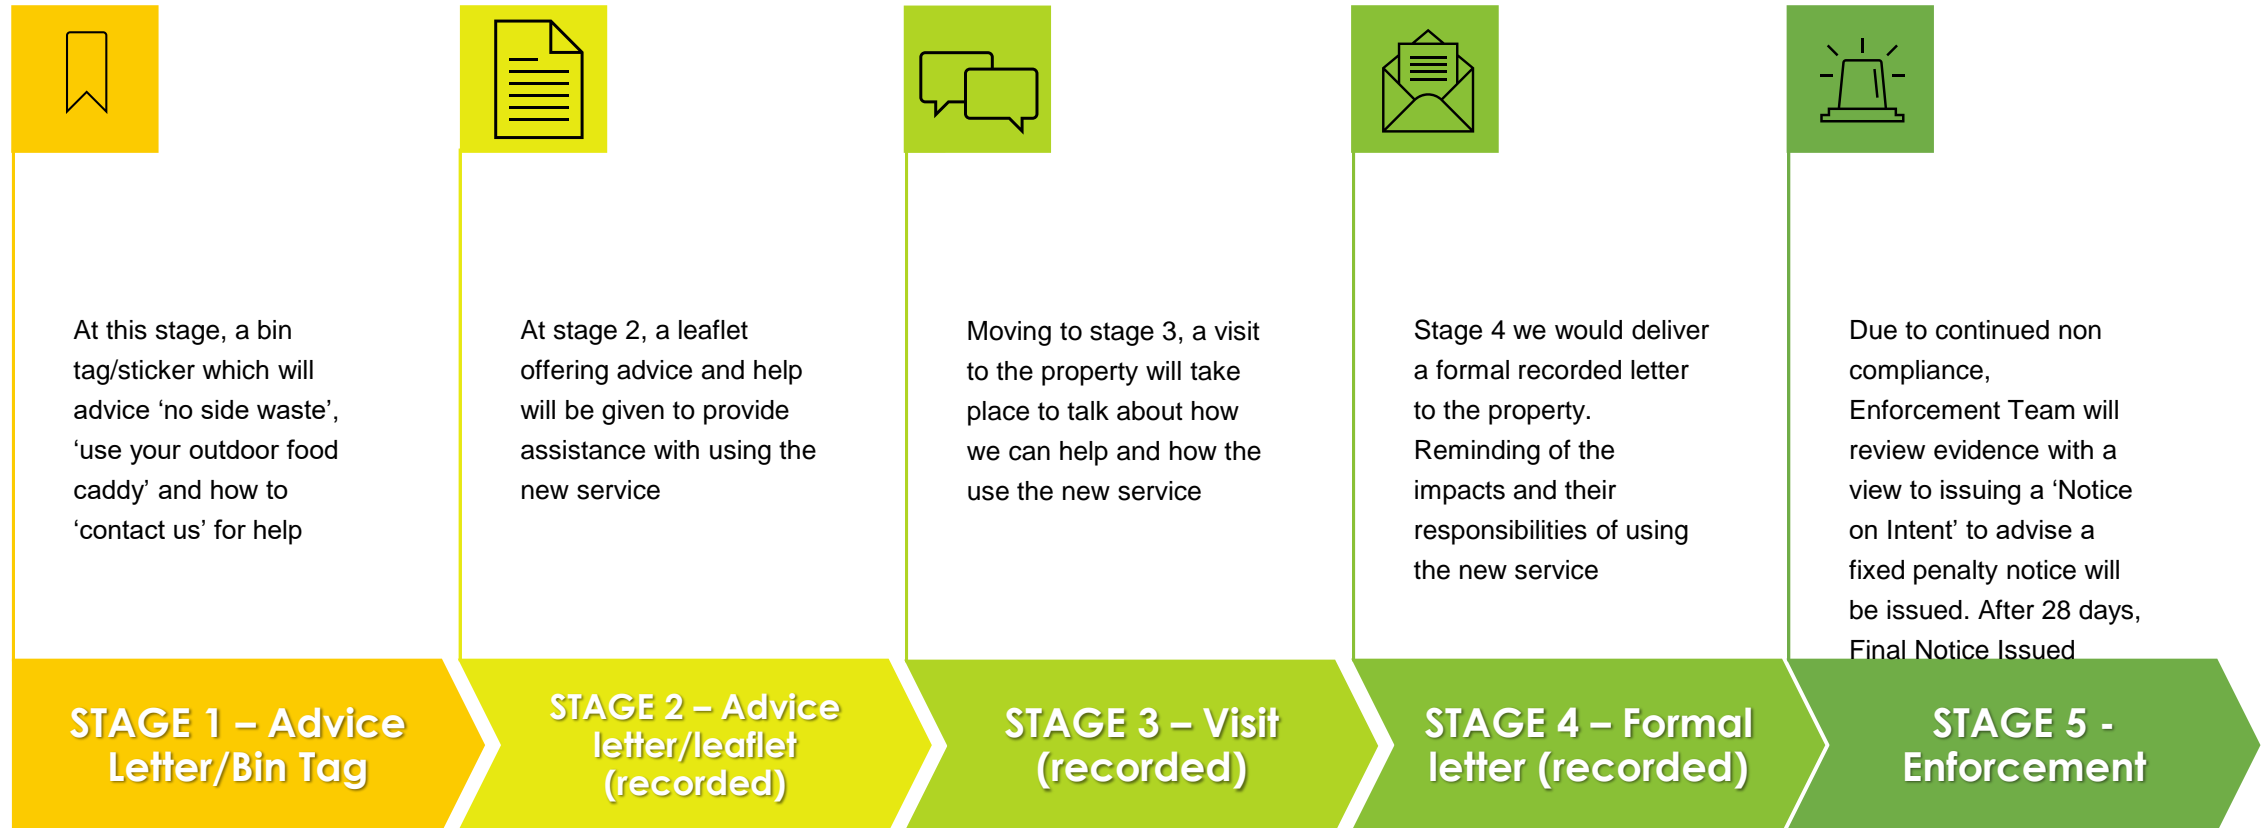 At this stage, a bin
tag/sticker which will
advice ‘no side waste’,
‘use your outdoor food
caddy’ and how to
‘contact us’ for help
STAGE 1 – Advice
Letter/Bin Tag
At stage 2, a leaflet
offering advice and help
will be given to provide
assistance with using the
new service
STAGE 2 – Advice
letter/leaflet
(recorded)
Moving to stage 3, a visit
to the property will take
place to talk about how
we can help and how the
use the new service
STAGE 3 – Visit
(recorded)
Stage 4 we would deliver
a formal recorded letter
to the property.
Reminding of the
impacts and their
responsibilities of using
the new service
STAGE 4 – Formal
letter (recorded)
Due to continued non
compliance,
Enforcement Team will
review evidence with a
view to issuing a ‘Notice
on Intent’ to advise a
fixed penalty notice will
be issued. After 28 days,
Final Notice Issued
STAGE 5 -
Enforcement